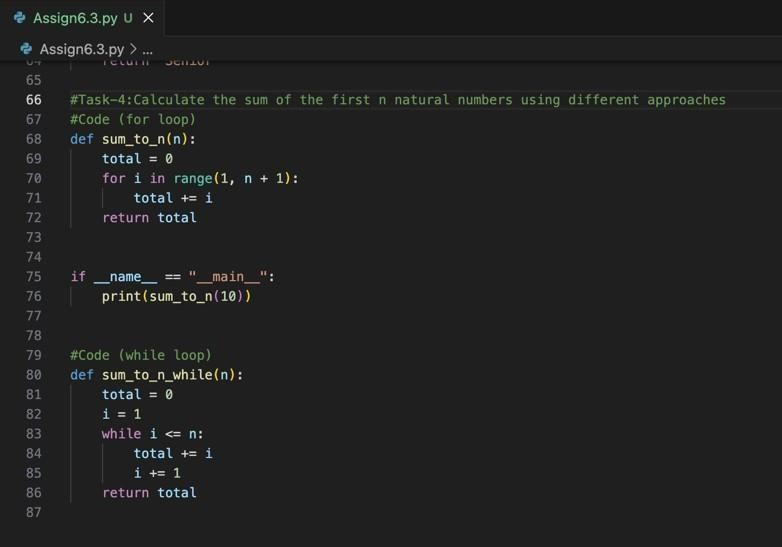 Assign6.3.py U
Assign6.3.py > ...
64 return "Senior"
65
66 #Task-4:Calculate the sum of the first n natural numbers using different approaches
67 #Code (for loop)
68 def sum_to_n(n):
69     total = 0
70     for i in range(1, n + 1):
71         total += i
72     return total
73
74
75 if __name__ == "__main__":
76     print(sum_to_n(10))
77
78
79 #Code (while loop)
80 def sum_to_n_while(n):
81     total = 0
82     i = 1
83     while i <= n:
84         total += i
85         i += 1
86     return total
87